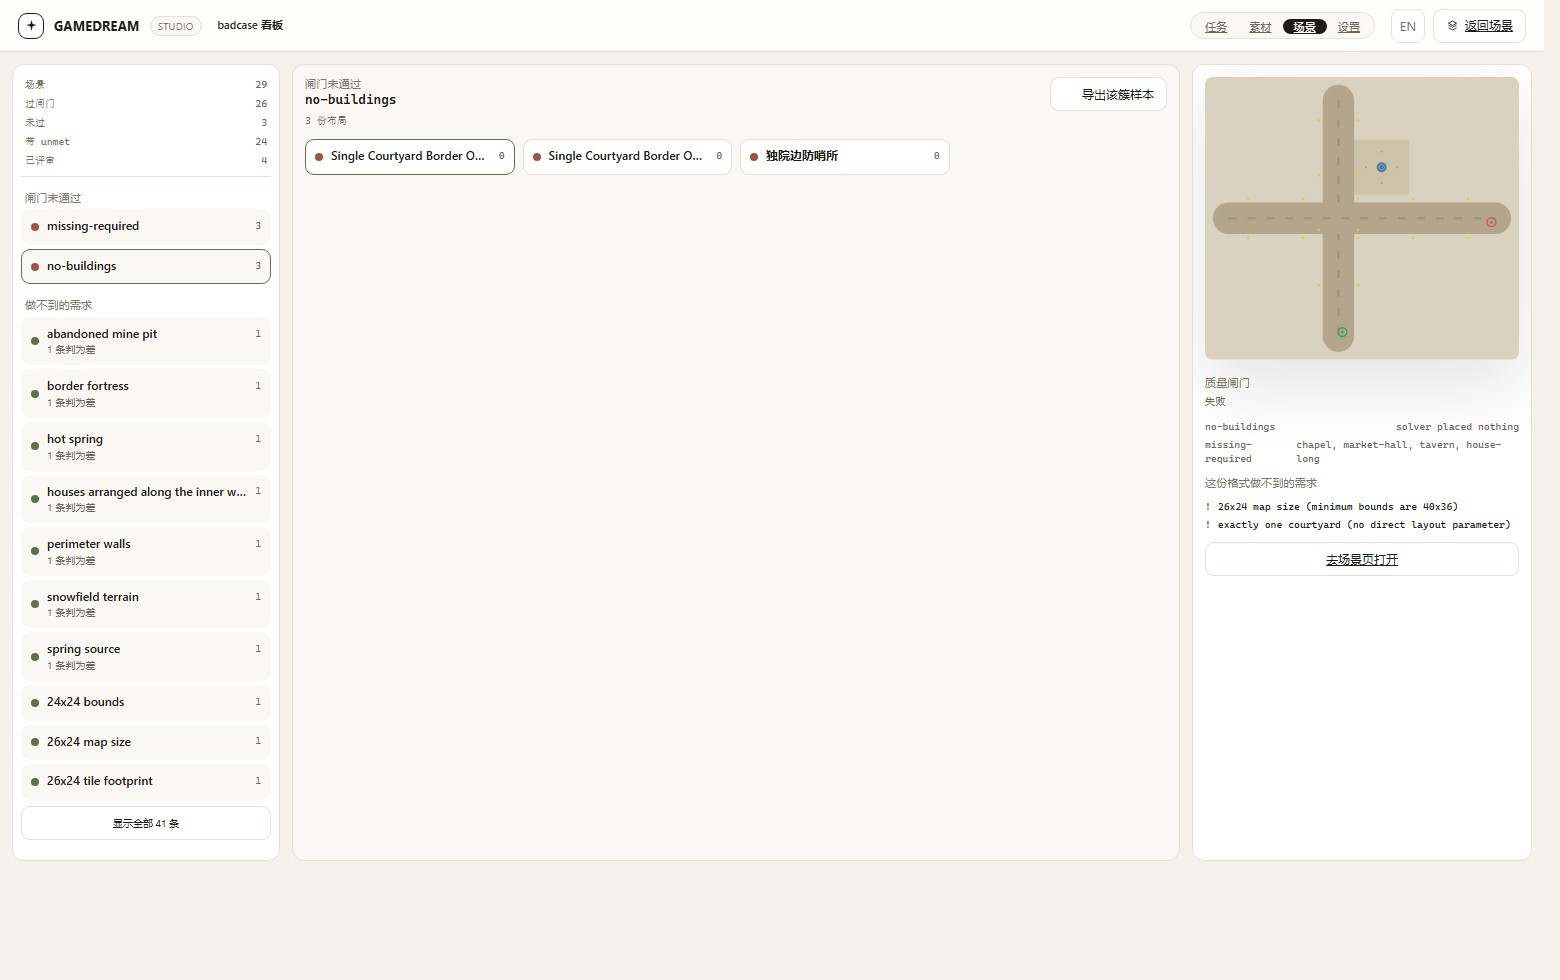 GAMEDREAM STUDIO badcase 看板
任务 素材 场景 设置 EN 返回场景
场景 29
过闸门 26
未过 3
带 unmet 24
已评审 4
闸门未通过
missing-required 3
no-buildings 3
做不到的需求
abandoned mine pit 1
1 条判为差
border fortress 1
1 条判为差
hot spring 1
1 条判为差
houses arranged along the inner w... 1
1 条判为差
perimeter walls 1
1 条判为差
snowfield terrain 1
1 条判为差
spring source 1
1 条判为差
24x24 bounds 1
26x24 map size 1
26x24 tile footprint 1
显示全部 41 条
闸门未通过
no-buildings
3 份布局
导出该簇样本
Single Courtyard Border O... 0
Single Courtyard Border O... 0
独院边防哨所 0
质量闸门
失败
no-buildings solver placed nothing
missing-required chapel, market-hall, tavern, house-long
这份格式做不到的需求
! 26x24 map size (minimum bounds are 40x36)
! exactly one courtyard (no direct layout parameter)
去场景页打开